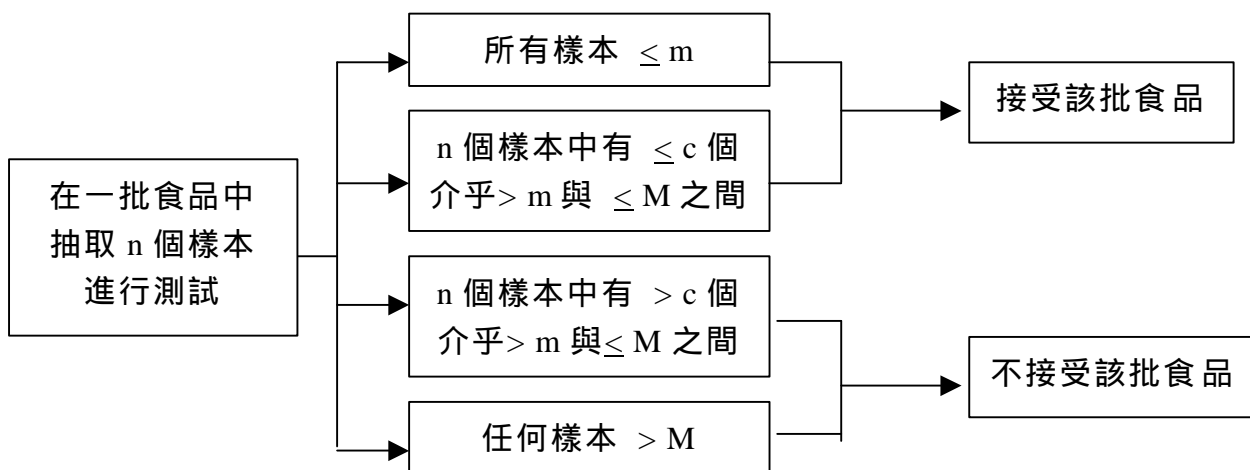 在一批食品中
抽取 n 個樣本
進行測試
所有樣本 ≤ m
n 個樣本中有 ≤ c 個
介乎> m 與 ≤ M 之間
n 個樣本中有 > c 個
介乎> m 與≤ M 之間
任何樣本 > M
接受該批食品
不接受該批食品